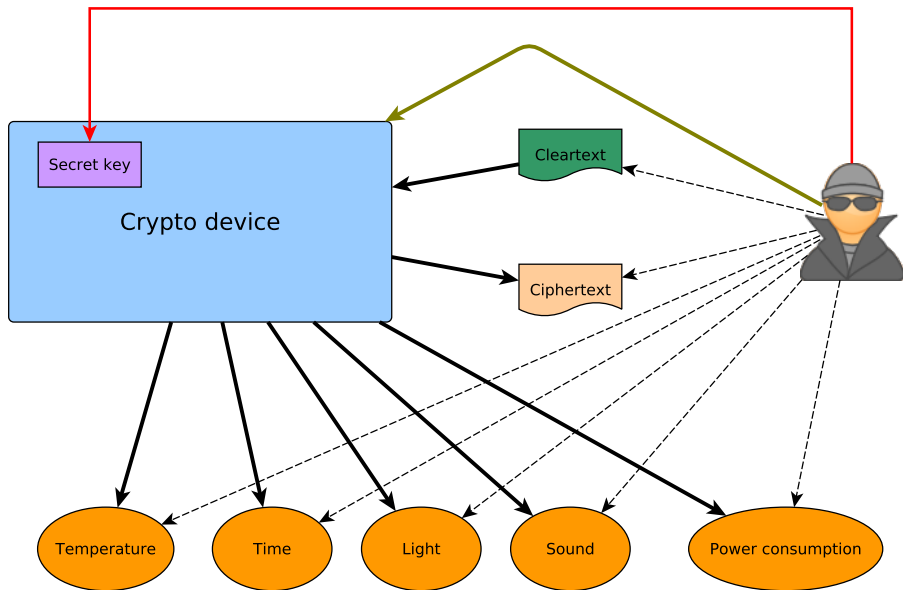 Secret key
Cleartext
Crypto device
Ciphertext
Temperature
Time
Light
Sound
Power consumption